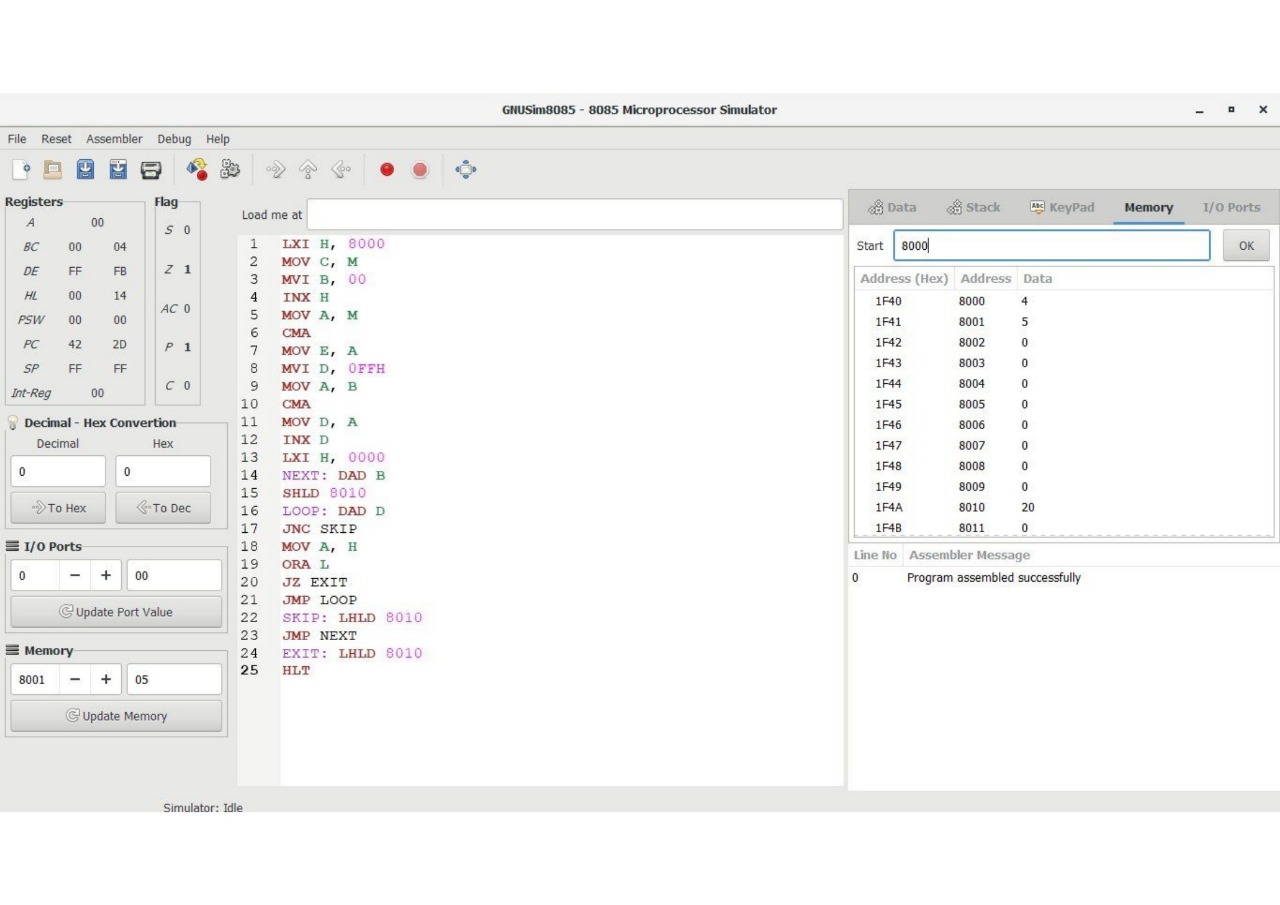 GNUSim8085 - 8085 Microprocessor Simulator
File Reset Assembler Debug Help
Registers
A 00
BC 00 04
DE FF FB
HL 00 14
PSW 00 00
PC 42 2D
SP FF FF
Int-Reg 00
Flag
S 0
Z 1
AC 0
P 1
C 0
Decimal - Hex Convertion
Decimal Hex
0 0
To Hex To Dec
I/O Ports
0 − + 00
Update Port Value
Memory
8001 − + 05
Update Memory
Load me at
1 LXI H, 8000
2 MOV C, M
3 MVI B, 00
4 INX H
5 MOV A, M
6 CMA
7 MOV E, A
8 MVI D, 0FFH
9 MOV A, B
10 CMA
11 MOV D, A
12 INX D
13 LXI H, 0000
14 NEXT: DAD B
15 SHLD 8010
16 LOOP: DAD D
17 JNC SKIP
18 MOV A, H
19 ORA L
20 JZ EXIT
21 JMP LOOP
22 SKIP: LHLD 8010
23 JMP NEXT
24 EXIT: LHLD 8010
25 HLT
Data Stack Abc KeyPad Memory I/O Ports
Start 8000 OK
Address (Hex) Address Data
1F40 8000 4
1F41 8001 5
1F42 8002 0
1F43 8003 0
1F44 8004 0
1F45 8005 0
1F46 8006 0
1F47 8007 0
1F48 8008 0
1F49 8009 0
1F4A 8010 20
1F4B 8011 0
Line No Assembler Message
0 Program assembled successfully
Simulator: Idle